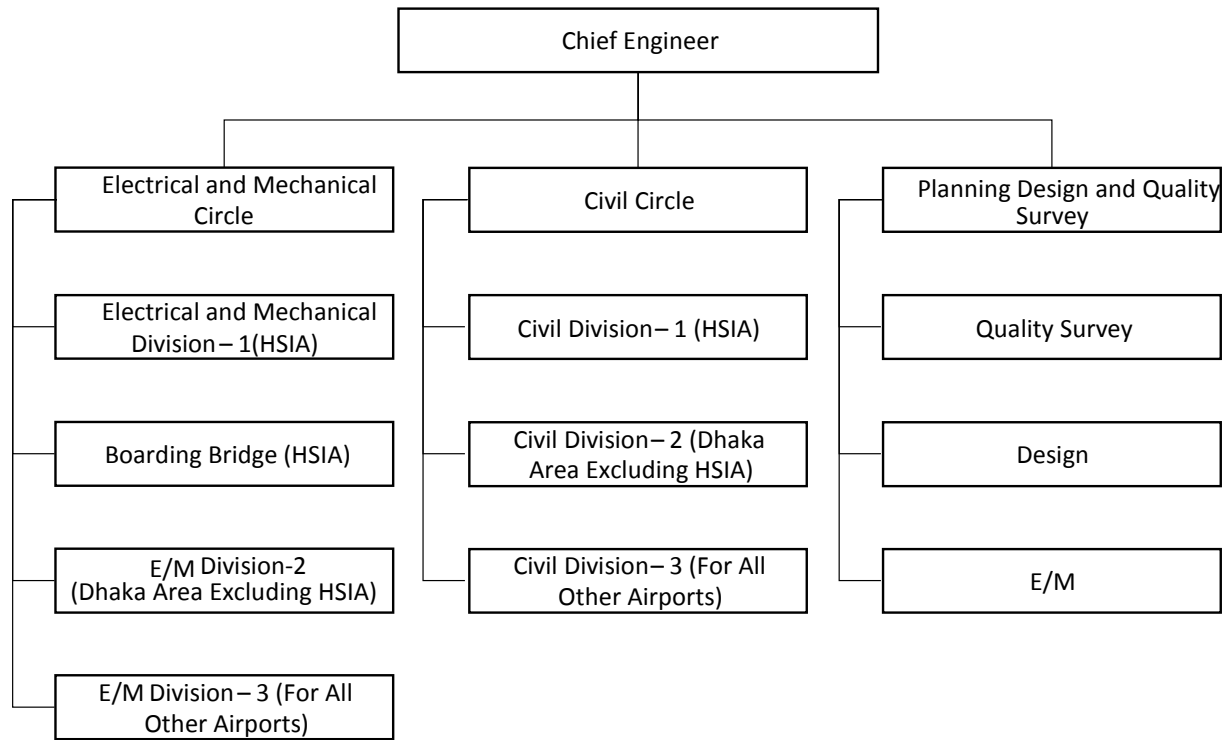 Chief Engineer
Electrical and Mechanical
Circle
Electrical and Mechanical
Division – 1(HSIA)
Boarding Bridge (HSIA)
E/M Division-2
(Dhaka Area Excluding HSIA)
E/M Division – 3 (For All
Other Airports)
Civil Circle
Civil Division – 1 (HSIA)
Civil Division – 2 (Dhaka
Area Excluding HSIA)
Civil Division – 3 (For All
Other Airports)
Planning Design and Quality
Survey
Quality Survey
Design
E/M